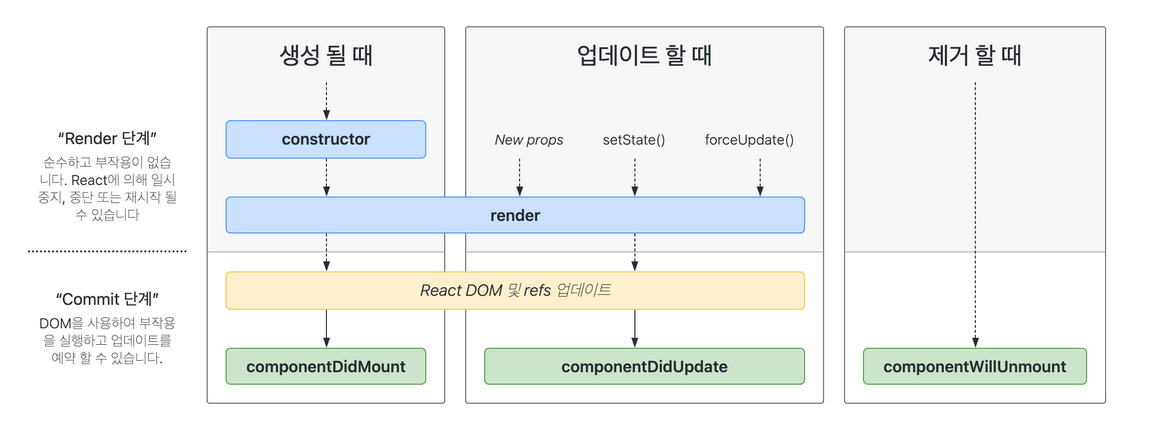 생성 될 때
업데이트 할 때
제거 할 때
“Render 단계”
순수하고 부작용이 없습
니다. React에 의해 일시
중지, 중단 또는 재시작 될
수 있습니다
constructor
New props
setState()
forceUpdate()
render
“Commit 단계”
DOM을 사용하여 부작용
을 실행하고 업데이트를
예약 할 수 있습니다.
React DOM 및 refs 업데이트
componentDidMount
componentDidUpdate
componentWillUnmount